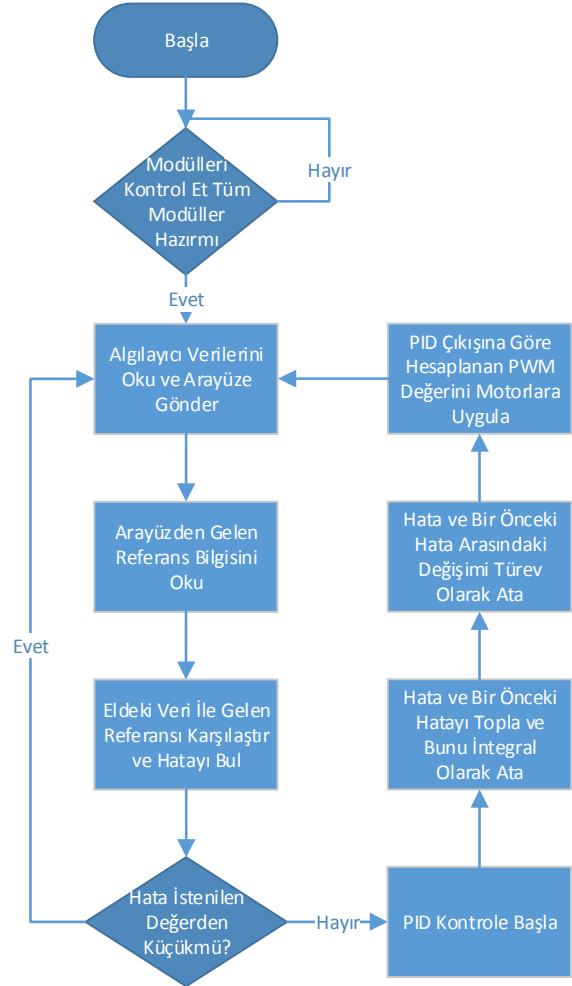 Başla
Modülleri
Kontrol Et Tüm
Modüller
Hazırmı
Hayır
Evet
Algılayıcı Verilerini
Oku ve Arayüze
Gönder
Arayüzden Gelen
Referans Bilgisini
Oku
Eldeki Veri İle Gelen
Referansı Karşılaştır
ve Hatayı Bul
Hata İstenilen
Değerden
Küçükmü?
Evet
Hayır
PID Kontrole Başla
Hata ve Bir Önceki
Hatayı Topla ve
Bunu İntegral
Olarak Ata
Hata ve Bir Önceki
Hata Arasındaki
Değişimi Türev
Olarak Ata
PID Çıkışına Göre
Hesaplanan PWM
Değerini Motorlara
Uygula